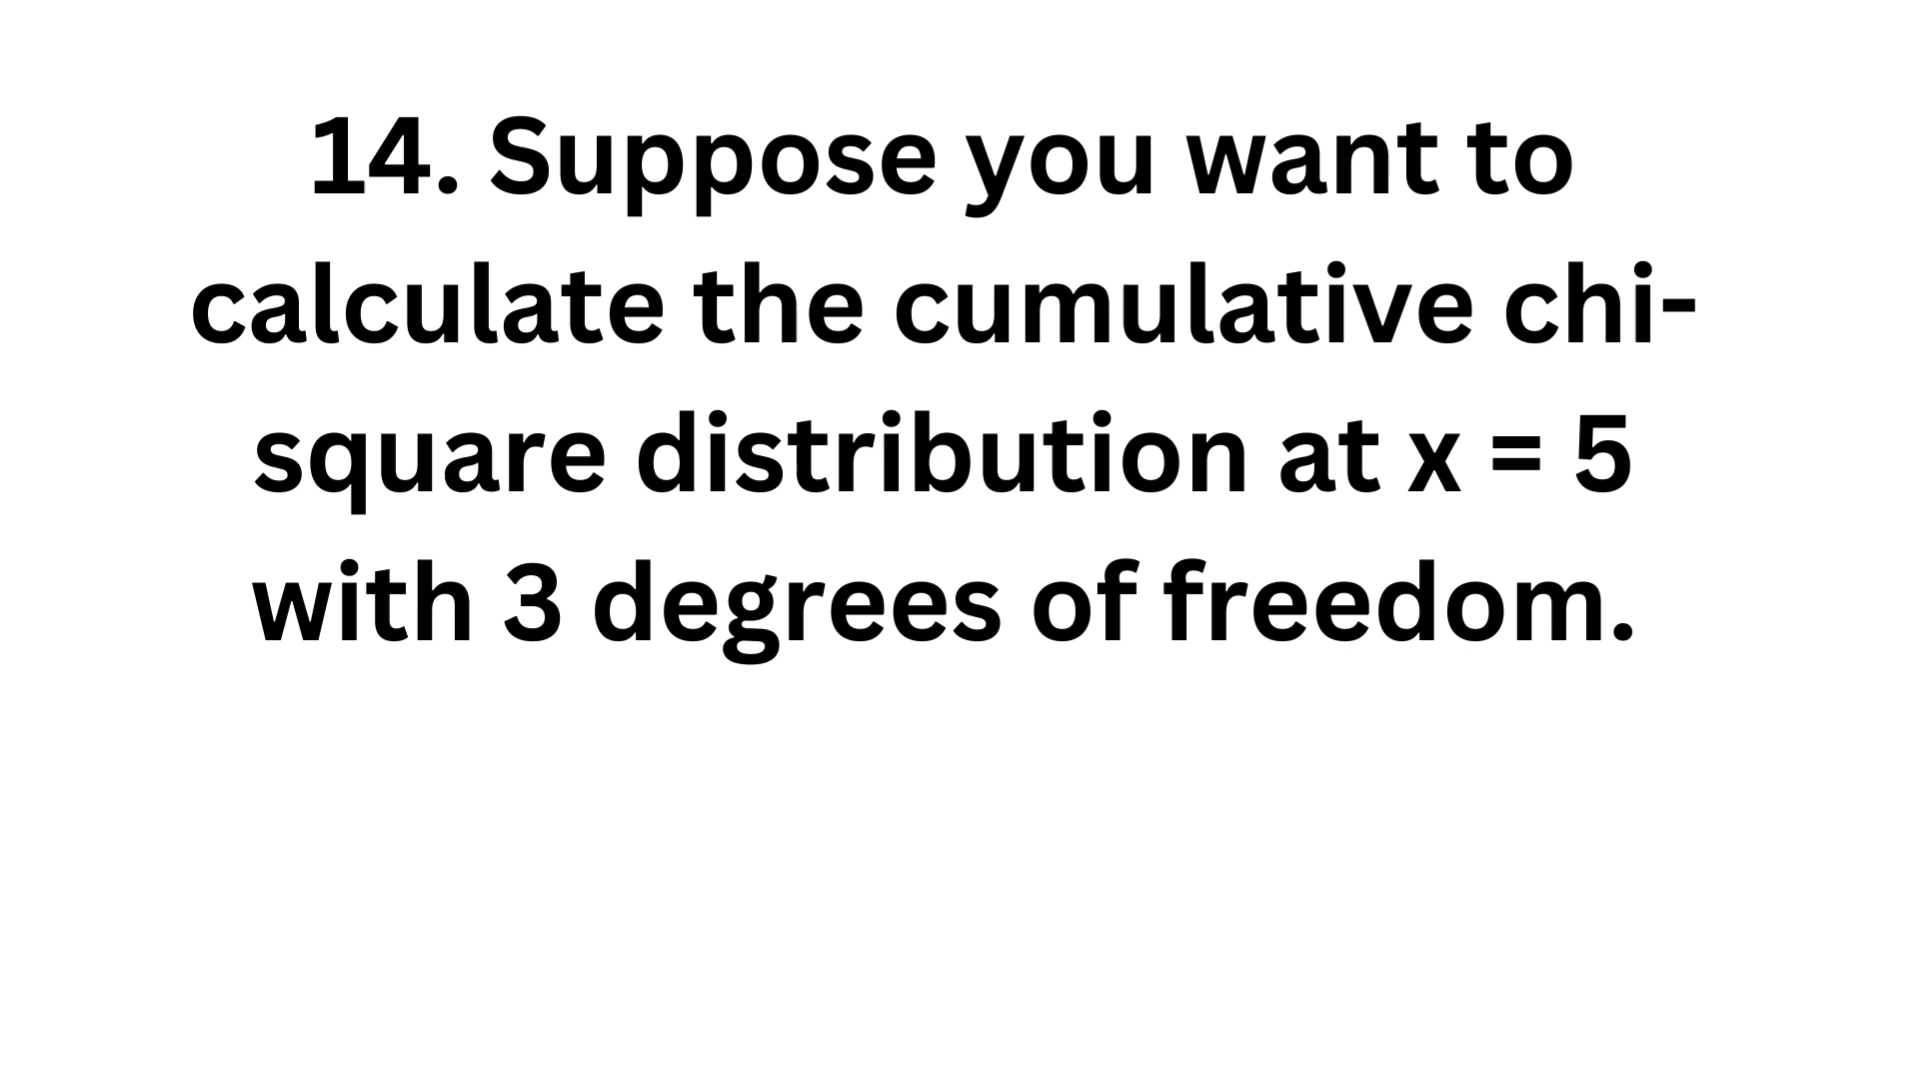 14. Suppose you want to
calculate the cumulative chi-
square distribution at x = 5
with 3 degrees of freedom.